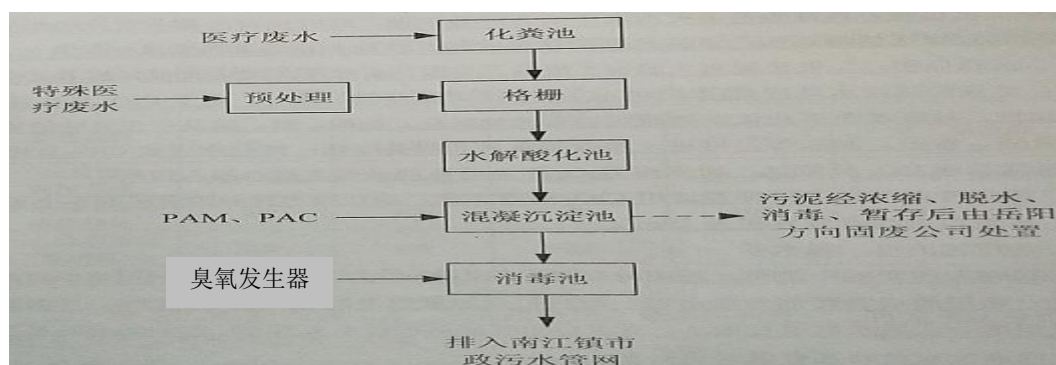 医疗废水
化粪池
特殊医
疗废水
预处理
格栅
水解酸化池
PAM、PAC
混凝沉淀池
污泥经浓缩、脱水、
消毒、暂存后由岳阳
方向固废公司处置
臭氧发生器
消毒池
排入南江镇市
政污水管网